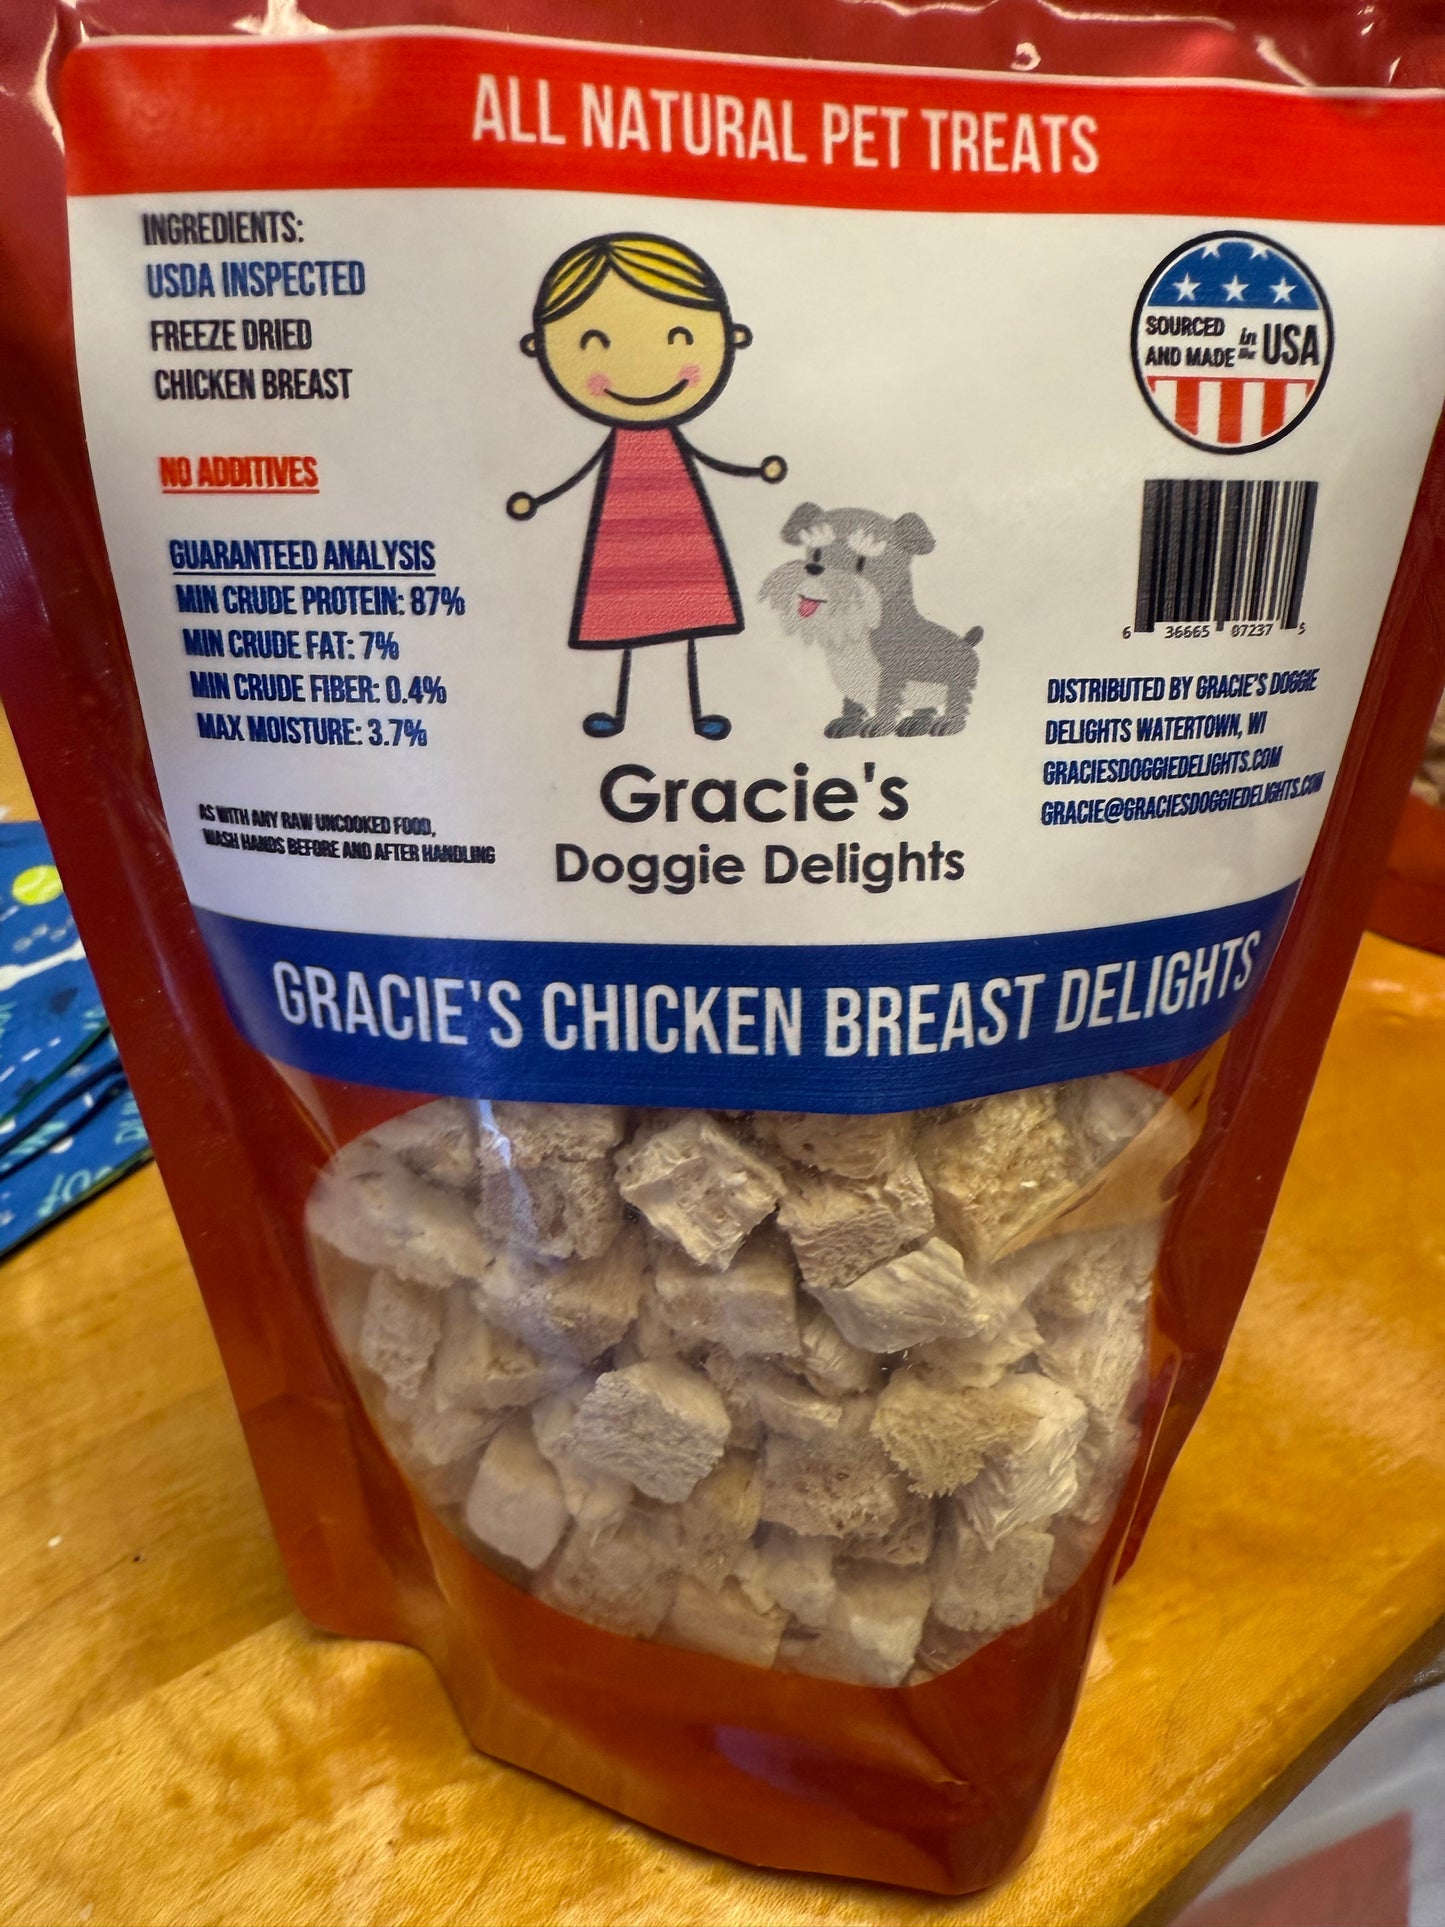 ALL NATURAL PET TREATS
INGREDIENTS:
USDA INSPECTED
FREEZE DRIED
CHICKEN BREAST
NO ADDITIVES
GUARANTEED ANALYSIS
MIN CRUDE PROTEIN: 87%
MIN CRUDE FAT: 7%
MIN CRUDE FIBER: 0.4%
MAX MOISTURE: 3.7%
AS WITH ANY RAW UNCOOKED FOOD,
WASH HANDS BEFORE AND AFTER HANDLING
Gracie's
Doggie Delights
SOURCED
AND MADE in the USA
6 36665 07237 5
DISTRIBUTED BY GRACIE'S DOGGIE
DELIGHTS WATERTOWN, WI
GRACIESDOGGIEDELIGHTS.COM
GRACIE@GRACIESDOGGIEDELIGHTS.COM
GRACIE'S CHICKEN BREAST DELIGHTS